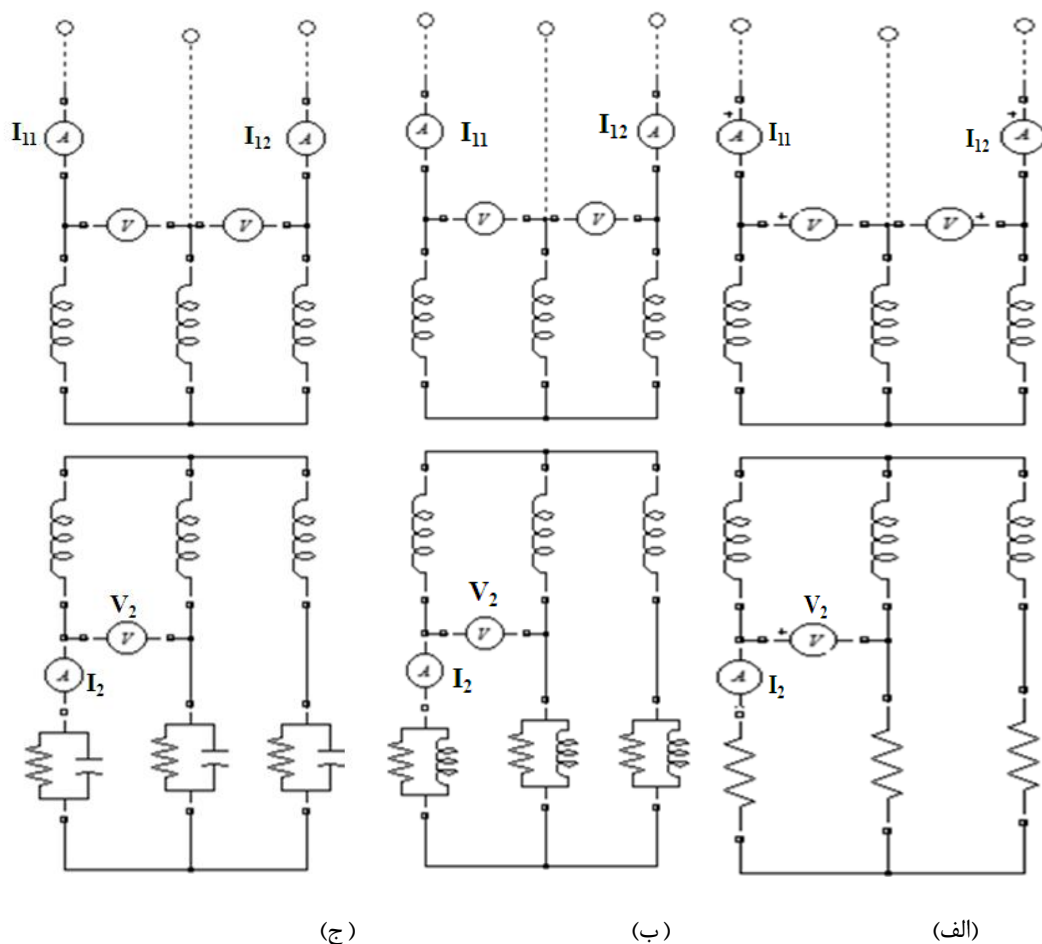 A A A A A A
I11 I12 I11 I12 I11 I12
V V V V V V
V2 V2 V2
V V V
A I2 A I2 A I2
(ج) (ب) (الف)